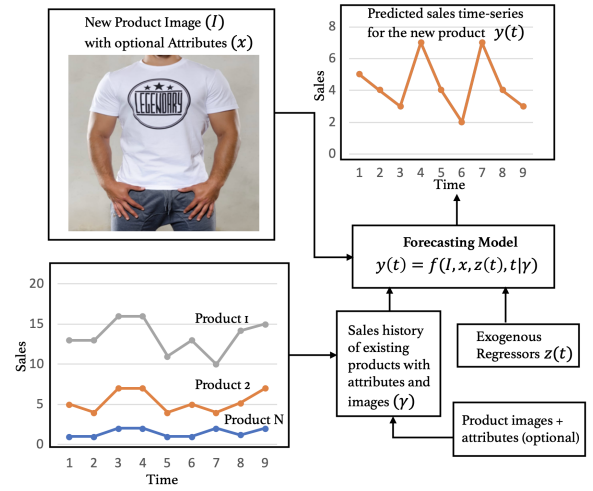 New Product Image (I)
with optional Attributes (x)
LEGENDARY
Predicted sales time-series
for the new product y(t)
Sales
8
6
4
2
0
1 2 3 4 5 6 7 8 9
Time
Forecasting Model
y(t) = f(I, x, z(t), t|γ)
20
15
10
5
0
Sales
Product 1
Product 2
Product N
1 2 3 4 5 6 7 8 9
Time
Sales history
of existing
products with
attributes and
images (γ)
Exogenous
Regressors z(t)
Product images +
attributes (optional)